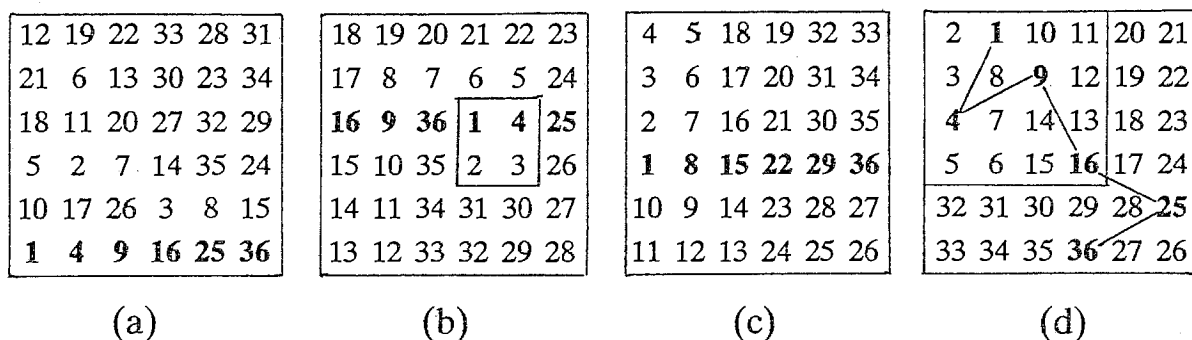 12 19 22 33 28 31
21 6 13 30 23 34
18 11 20 27 32 29
5 2 7 14 35 24
10 17 26 3 8 15
1 4 9 16 25 36
(a)
18 19 20 21 22 23
17 8 7 6 5 24
16 9 36 1 4 25
15 10 35 2 3 26
14 11 34 31 30 27
13 12 33 32 29 28
(b)
4 5 18 19 32 33
3 6 17 20 31 34
2 7 16 21 30 35
1 8 15 22 29 36
10 9 14 23 28 27
11 12 13 24 25 26
(c)
2 1 10 11 20 21
3 8 9 12 19 22
4 7 14 13 18 23
5 6 15 16 17 24
32 31 30 29 28 25
33 34 35 36 27 26
(d)